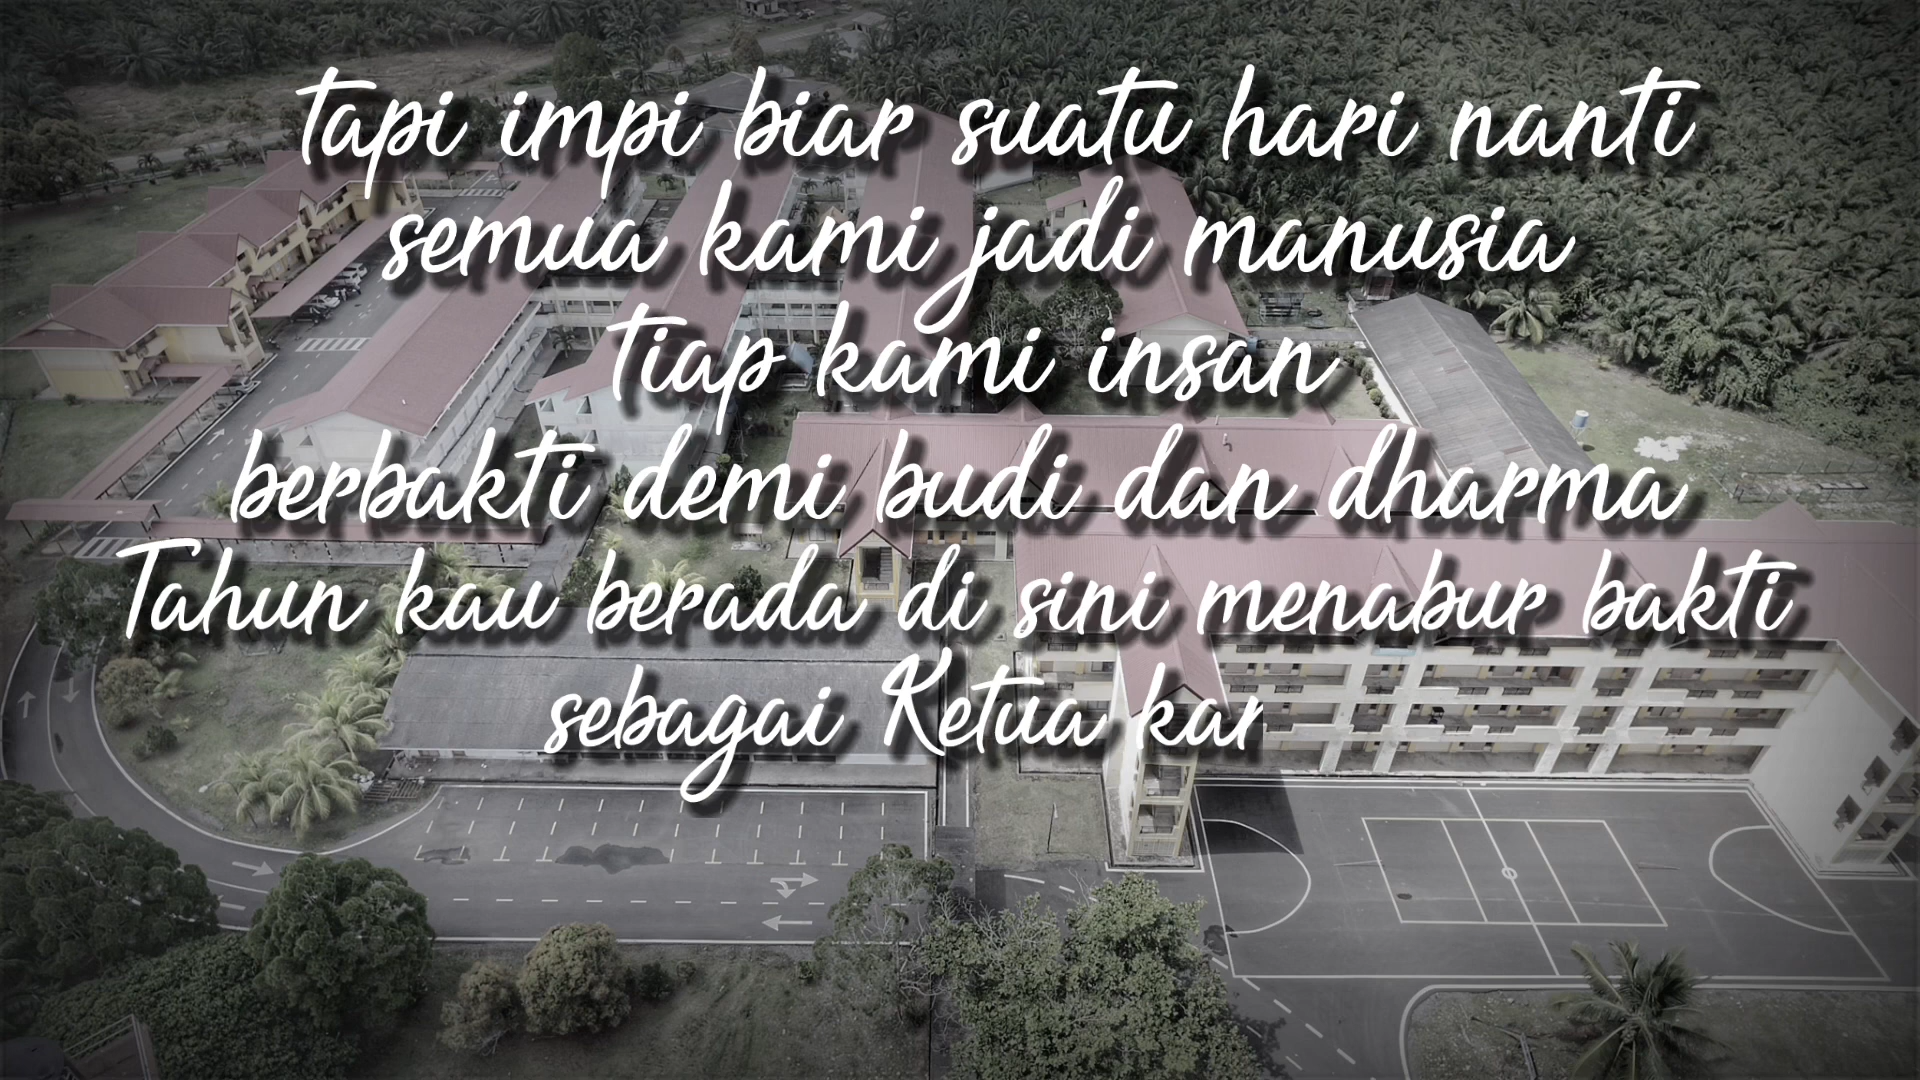 tapi impi biar suatu hari nanti
semua kami jadi manusia
tiap kami insan
berbakti demi budi dan dharma
Tahun kau berada di sini menabur bakti
sebagai Ketua